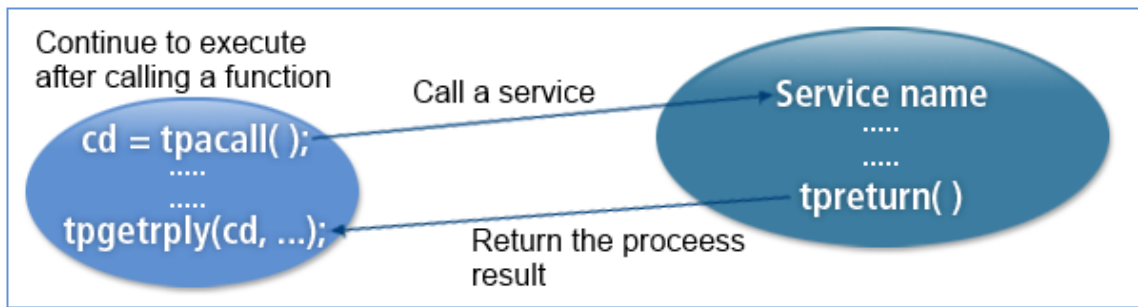 Continue to execute
after calling a function
cd = tpacall( );
.....
.....
tpgetrply(cd, ...);
Call a service
Service name
.....
.....
tpreturn( )
Return the proceess
result